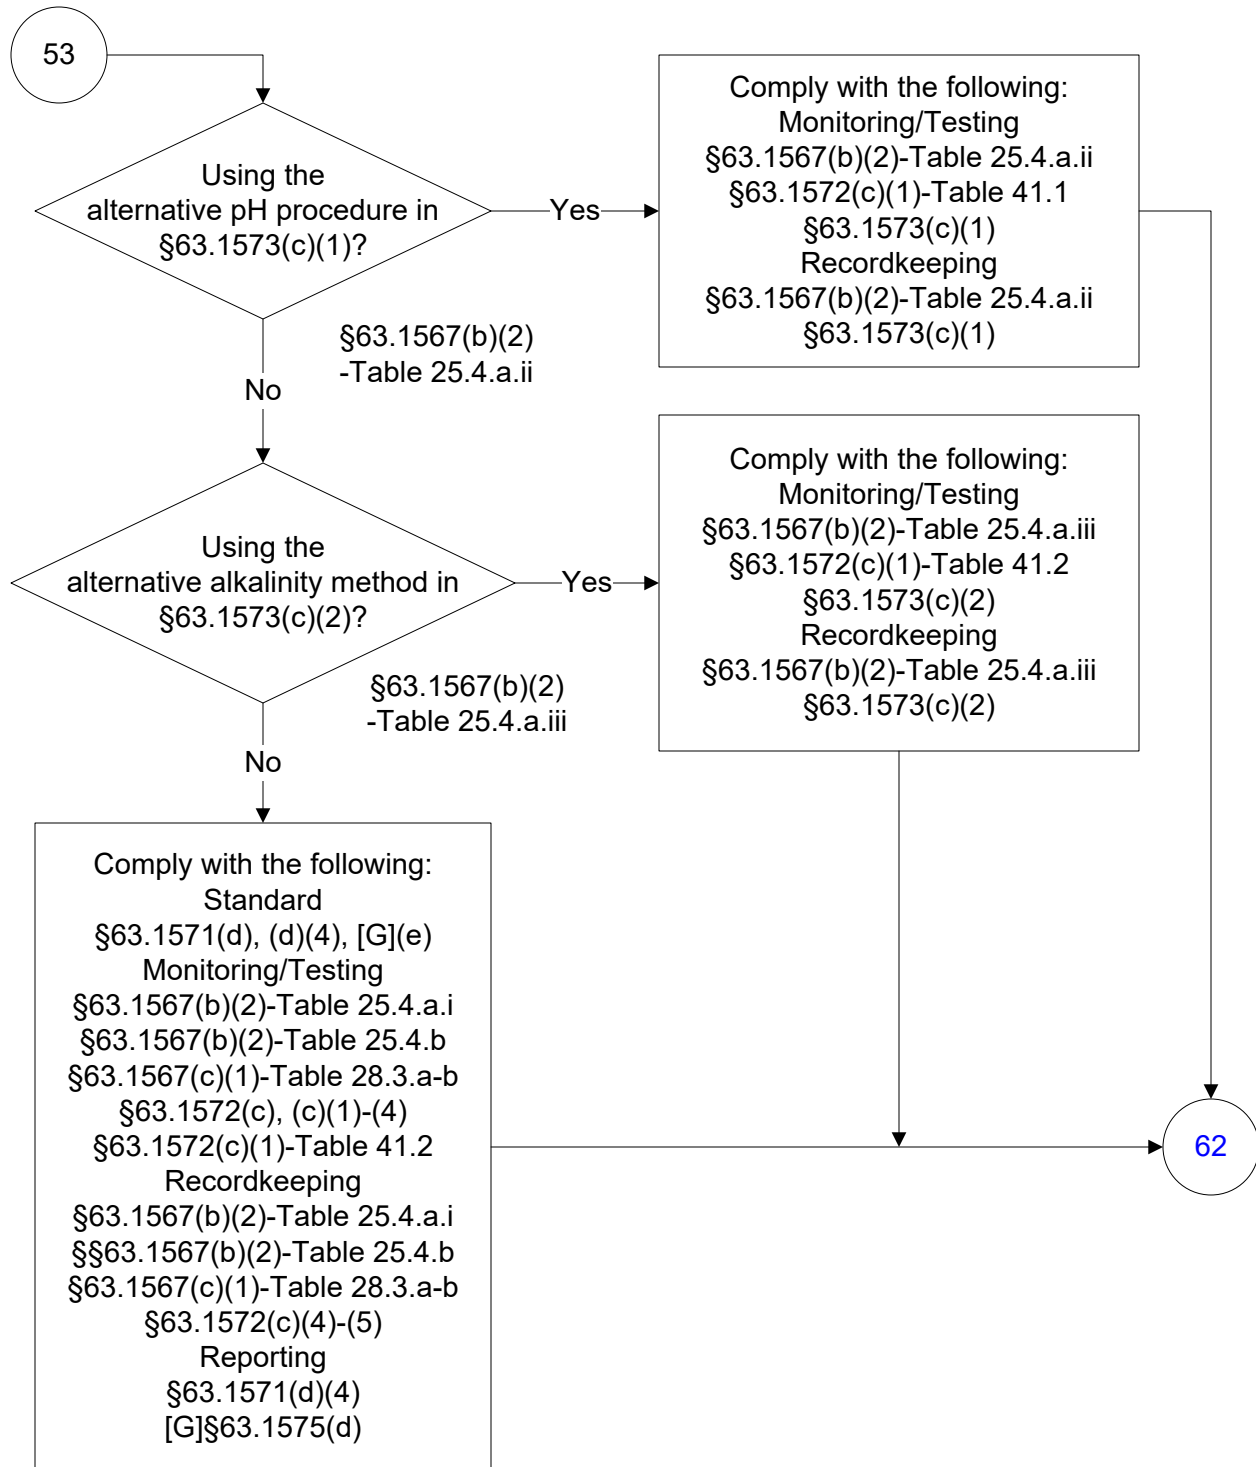 53
Using the
alternative pH procedure in
§63.1573(c)(1)?
Yes
Comply with the following:
Monitoring/Testing
§63.1567(b)(2)-Table 25.4.a.ii
§63.1572(c)(1)-Table 41.1
§63.1573(c)(1)
Recordkeeping
§63.1567(b)(2)-Table 25.4.a.ii
§63.1573(c)(1)
§63.1567(b)(2)
-Table 25.4.a.ii
No
Using the
alternative alkalinity method in
§63.1573(c)(2)?
Yes
Comply with the following:
Monitoring/Testing
§63.1567(b)(2)-Table 25.4.a.iii
§63.1572(c)(1)-Table 41.2
§63.1573(c)(2)
Recordkeeping
§63.1567(b)(2)-Table 25.4.a.iii
§63.1573(c)(2)
§63.1567(b)(2)
-Table 25.4.a.iii
No
Comply with the following:
Standard
§63.1571(d), (d)(4), [G](e)
Monitoring/Testing
§63.1567(b)(2)-Table 25.4.a.i
§63.1567(b)(2)-Table 25.4.b
§63.1567(c)(1)-Table 28.3.a-b
§63.1572(c), (c)(1)-(4)
§63.1572(c)(1)-Table 41.2
Recordkeeping
§63.1567(b)(2)-Table 25.4.a.i
§§63.1567(b)(2)-Table 25.4.b
§63.1567(c)(1)-Table 28.3.a-b
§63.1572(c)(4)-(5)
Reporting
§63.1571(d)(4)
[G]§63.1575(d)
62